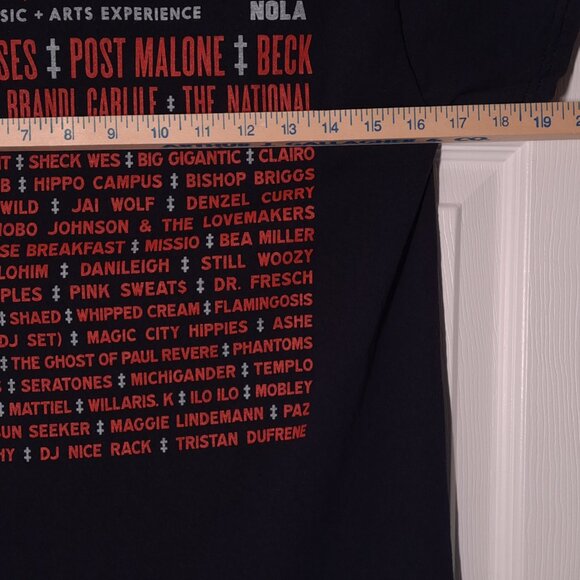 SIC + ARTS EXPERIENCE NOLA
SES ‡ POST MALONE ‡ BECK
BRANDI CARLILE ‡ THE NATIONAL
7 8 9 10 11 12 13 14 15 16 17 18 19
T ‡ SHECK WES ‡ BIG GIGANTIC ‡ CLAIRO
B ‡ HIPPO CAMPUS ‡ BISHOP BRIGGS
WILD ‡ JAI WOLF ‡ DENZEL CURRY
HOBO JOHNSON & THE LOVEMAKERS
SE BREAKFAST ‡ MISSIO ‡ BEA MILLER
LOHIM ‡ DANILEIGH ‡ STILL WOOZY
PLES ‡ PINK SWEAT$ ‡ DR. FRESCH
‡ SHAED ‡ WHIPPED CREAM ‡ FLAMINGOSIS
DJ SET) ‡ MAGIC CITY HIPPIES ‡ ASHE
‡ THE GHOST OF PAUL REVERE ‡ PHANTOMS
S ‡ SERATONES ‡ MICHIGANDER ‡ TEMPLO
‡ MATTIEL ‡ WILLARIS. K ‡ ILO ILO ‡ MOBLEY
SUN SEEKER ‡ MAGGIE LINDEMANN ‡ PAZ
HY ‡ DJ NICE RACK ‡ TRISTAN DUFRENE